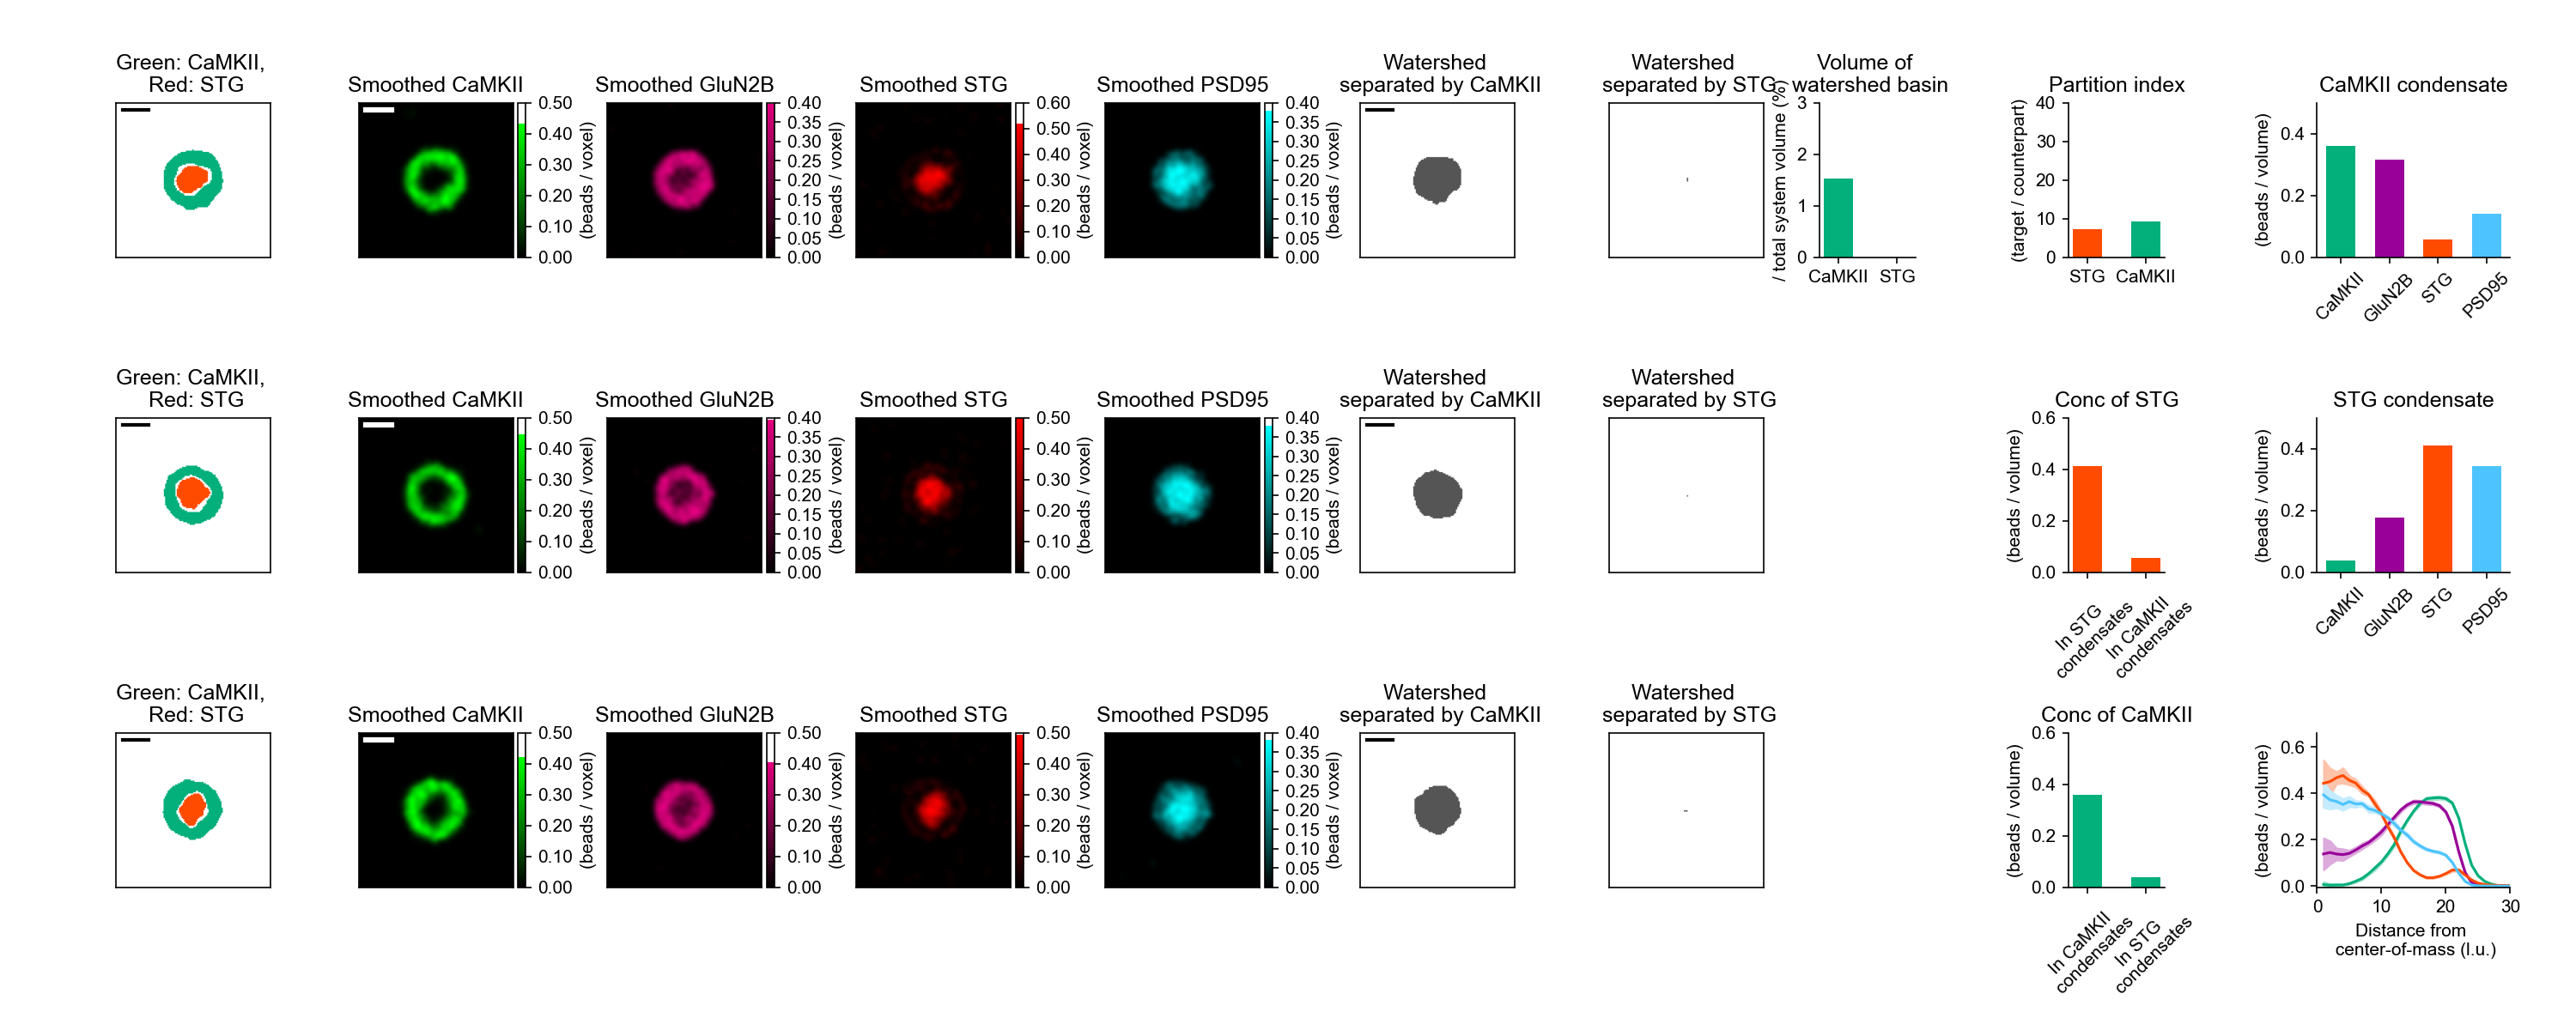 Green: CaMKII,
Red: STG
Smoothed CaMKII
0.50
0.40
0.30
0.20
0.10
0.00
(beads / voxel)
Smoothed GluN2B
0.40
0.35
0.30
0.25
0.20
0.15
0.10
0.05
0.00
(beads / voxel)
Smoothed STG
0.60
0.50
0.40
0.30
0.20
0.10
0.00
(beads / voxel)
Smoothed PSD95
0.40
0.35
0.30
0.25
0.20
0.15
0.10
0.05
0.00
(beads / voxel)
Watershed
separated by CaMKII
Watershed
separated by STG
Volume of
watershed basin
/ total system volume (%)
3
2
1
0
CaMKII STG
Partition index
(target / counterpart)
40
30
20
10
0
STG CaMKII
CaMKII condensate
(beads / volume)
0.4
0.2
0.0
CaMKII
GluN2B
STG
PSD95
Green: CaMKII,
Red: STG
Smoothed CaMKII
0.50
0.40
0.30
0.20
0.10
0.00
(beads / voxel)
Smoothed GluN2B
0.40
0.35
0.30
0.25
0.20
0.15
0.10
0.05
0.00
(beads / voxel)
Smoothed STG
0.50
0.40
0.30
0.20
0.10
0.00
(beads / voxel)
Smoothed PSD95
0.40
0.35
0.30
0.25
0.20
0.15
0.10
0.05
0.00
(beads / voxel)
Watershed
separated by CaMKII
Watershed
separated by STG
Conc of STG
(beads / volume)
0.6
0.4
0.2
0.0
In STG
condensates
In CaMKII
condensates
STG condensate
(beads / volume)
0.4
0.2
0.0
CaMKII
GluN2B
STG
PSD95
Green: CaMKII,
Red: STG
Smoothed CaMKII
0.50
0.40
0.30
0.20
0.10
0.00
(beads / voxel)
Smoothed GluN2B
0.50
0.40
0.30
0.20
0.10
0.00
(beads / voxel)
Smoothed STG
0.50
0.40
0.30
0.20
0.10
0.00
(beads / voxel)
Smoothed PSD95
0.40
0.35
0.30
0.25
0.20
0.15
0.10
0.05
0.00
(beads / voxel)
Watershed
separated by CaMKII
Watershed
separated by STG
Conc of CaMKII
(beads / volume)
0.6
0.4
0.2
0.0
In CaMKII
condensates
In STG
condensates
(beads / volume)
0.6
0.4
0.2
0.0
0 10 20 30
Distance from
center-of-mass (l.u.)